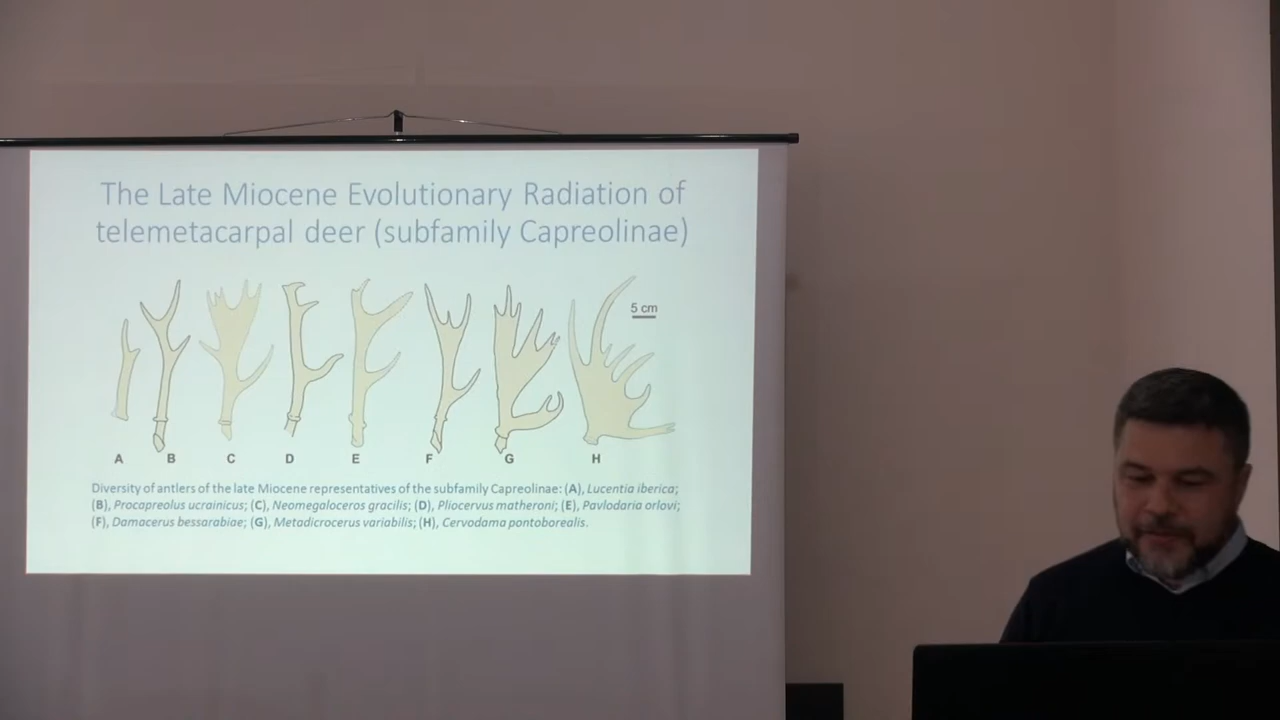 The Late Miocene Evolutionary Radiation of
telemetacarpal deer (subfamily Capreolinae)
5 cm
A B C D E F G H
Diversity of antlers of the late Miocene representatives of the subfamily Capreolinae: (A), Lucentia iberica;
(B), Procapreolus ucrainicus; (C), Neomegaloceros gracilis; (D), Pliocervus matheroni; (E), Pavlodaria orlovi;
(F), Damacerus bessarabiae; (G), Metadicrocerus variabilis; (H), Cervodama pontoborealis.